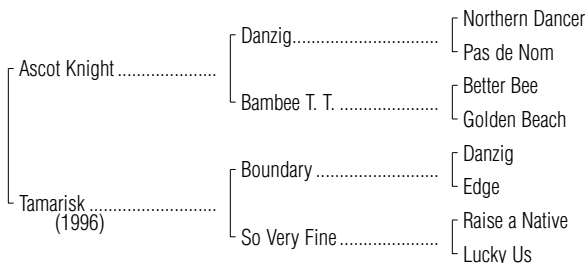 Northern Dancer
Danzig..................................
Pas de Nom
Ascot Knight.......................
Better Bee
Bambee T. T. .......................
Golden Beach
Danzig
Boundary ............................
Edge
Tamarisk .............................
(1996)
Raise a Native
So Very Fine.......................
Lucky Us